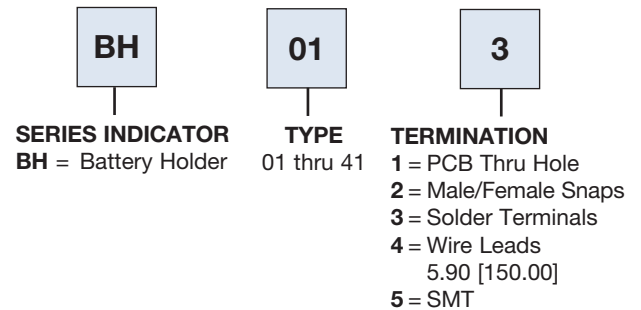 BH
01
3
SERIES INDICATOR
BH = Battery Holder
TYPE
01 thru 41
TERMINATION
1 = PCB Thru Hole
2 = Male/Female Snaps
3 = Solder Terminals
4 = Wire Leads
5.90 [150.00]
5 = SMT